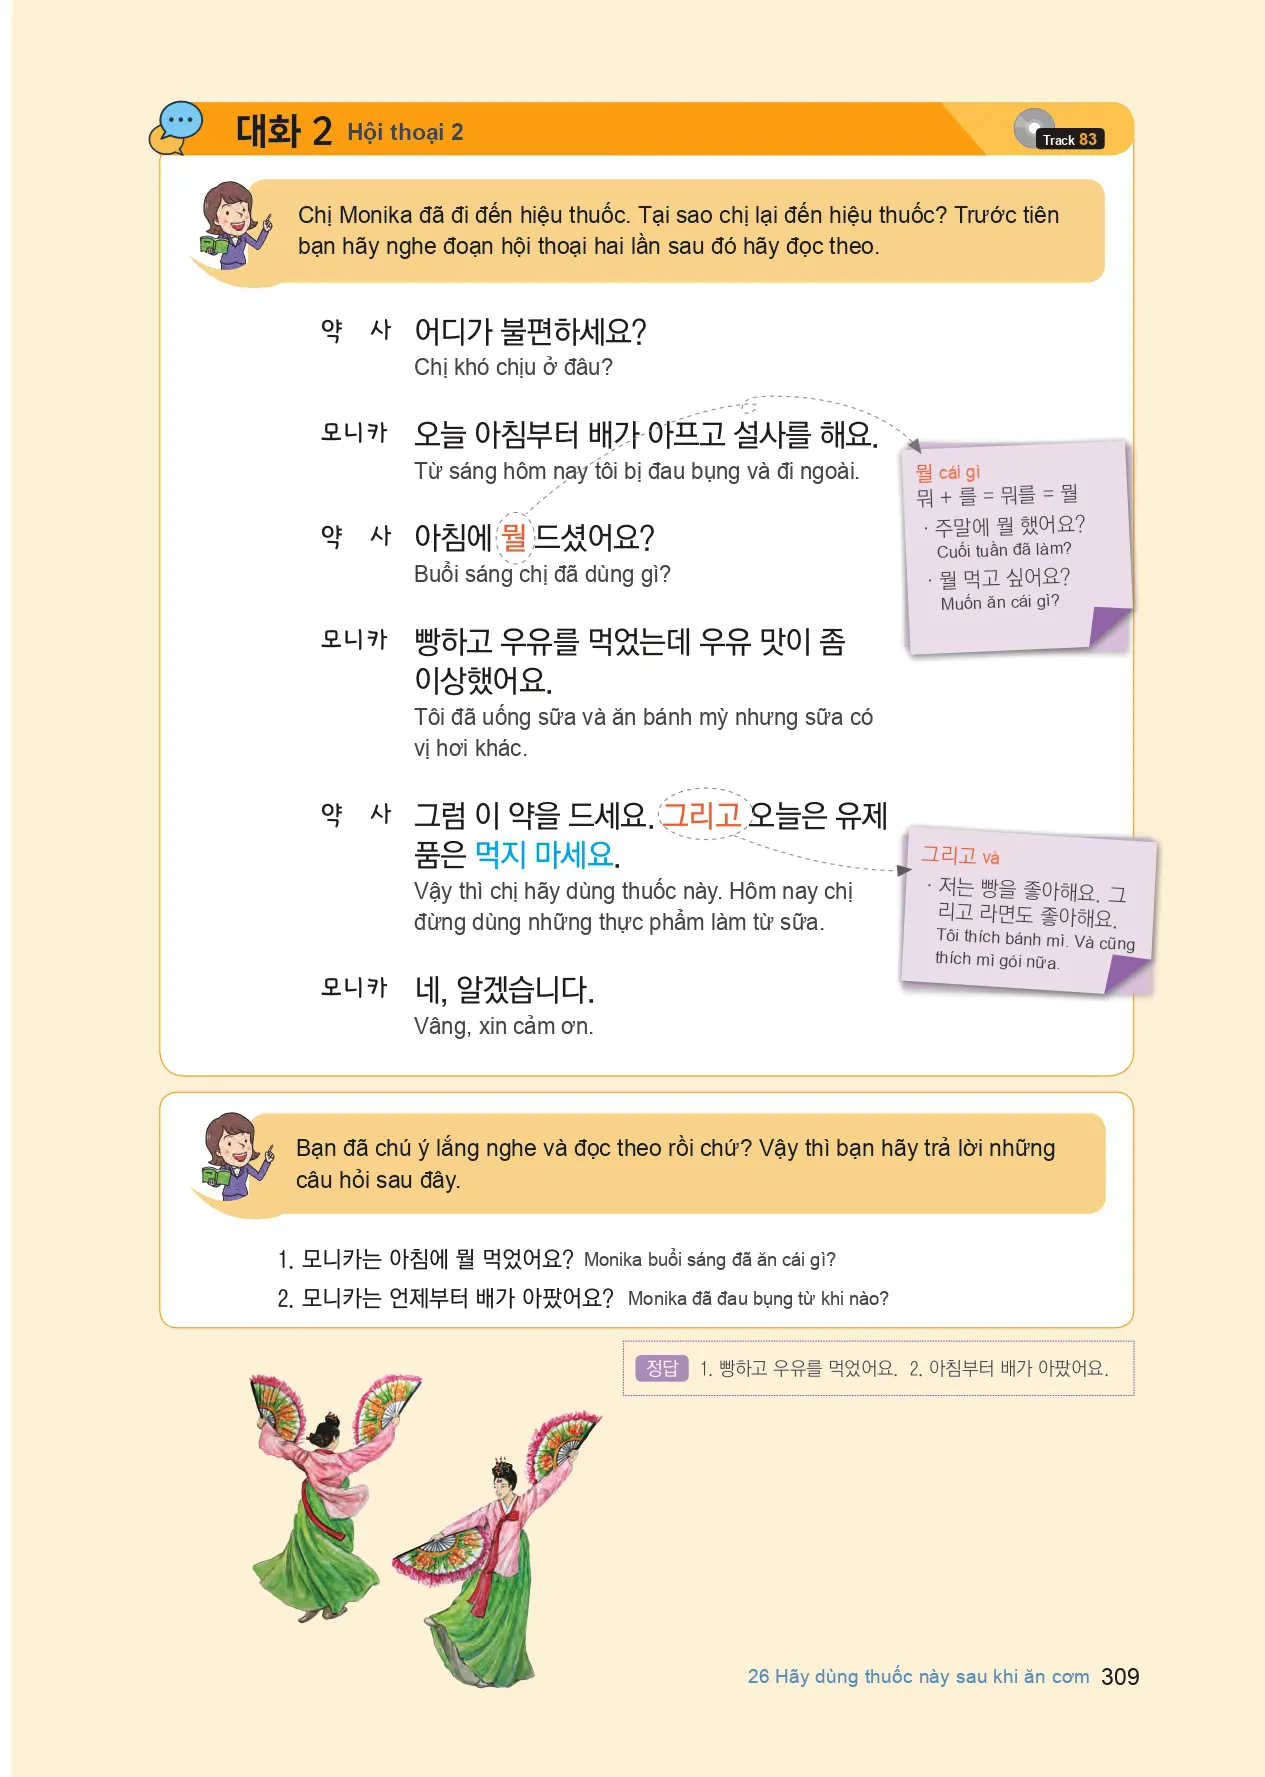 대화 2 Hội thoại 2
Track 83
Chị Monika đã đi đến hiệu thuốc. Tại sao chị lại đến hiệu thuốc? Trước tiên
bạn hãy nghe đoạn hội thoại hai lần sau đó hãy đọc theo.
약 사 어디가 불편하세요?
Chị khó chịu ở đâu?
모니카 오늘 아침부터 배가 아프고 설사를 해요.
Từ sáng hôm nay tôi bị đau bụng và đi ngoài.
약 사 아침에 뭘 드셨어요?
Buổi sáng chị đã dùng gì?
모니카 빵하고 우유를 먹었는데 우유 맛이 좀
이상했어요.
Tôi đã uống sữa và ăn bánh mỳ nhưng sữa có
vị hơi khác.
약 사 그럼 이 약을 드세요. 그리고 오늘은 유제
품은 먹지 마세요.
Vậy thì chị hãy dùng thuốc này. Hôm nay chị
đừng dùng những thực phẩm làm từ sữa.
모니카 네, 알겠습니다.
Vâng, xin cảm ơn.
뭘 cái gì
뭐 + 를 = 뭐를 = 뭘
· 주말에 뭘 했어요?
Cuối tuần đã làm?
· 뭘 먹고 싶어요?
Muốn ăn cái gì?
그리고 và
· 저는 빵을 좋아해요. 그
리고 라면도 좋아해요.
Tôi thích bánh mì. Và cũng
thích mì gói nữa.
Bạn đã chú ý lắng nghe và đọc theo rồi chứ? Vậy thì bạn hãy trả lời những
câu hỏi sau đây.
1. 모니카는 아침에 뭘 먹었어요? Monika buổi sáng đã ăn cái gì?
2. 모니카는 언제부터 배가 아팠어요? Monika đã đau bụng từ khi nào?
정답 1. 빵하고 우유를 먹었어요. 2. 아침부터 배가 아팠어요.
26 Hãy dùng thuốc này sau khi ăn cơm 309